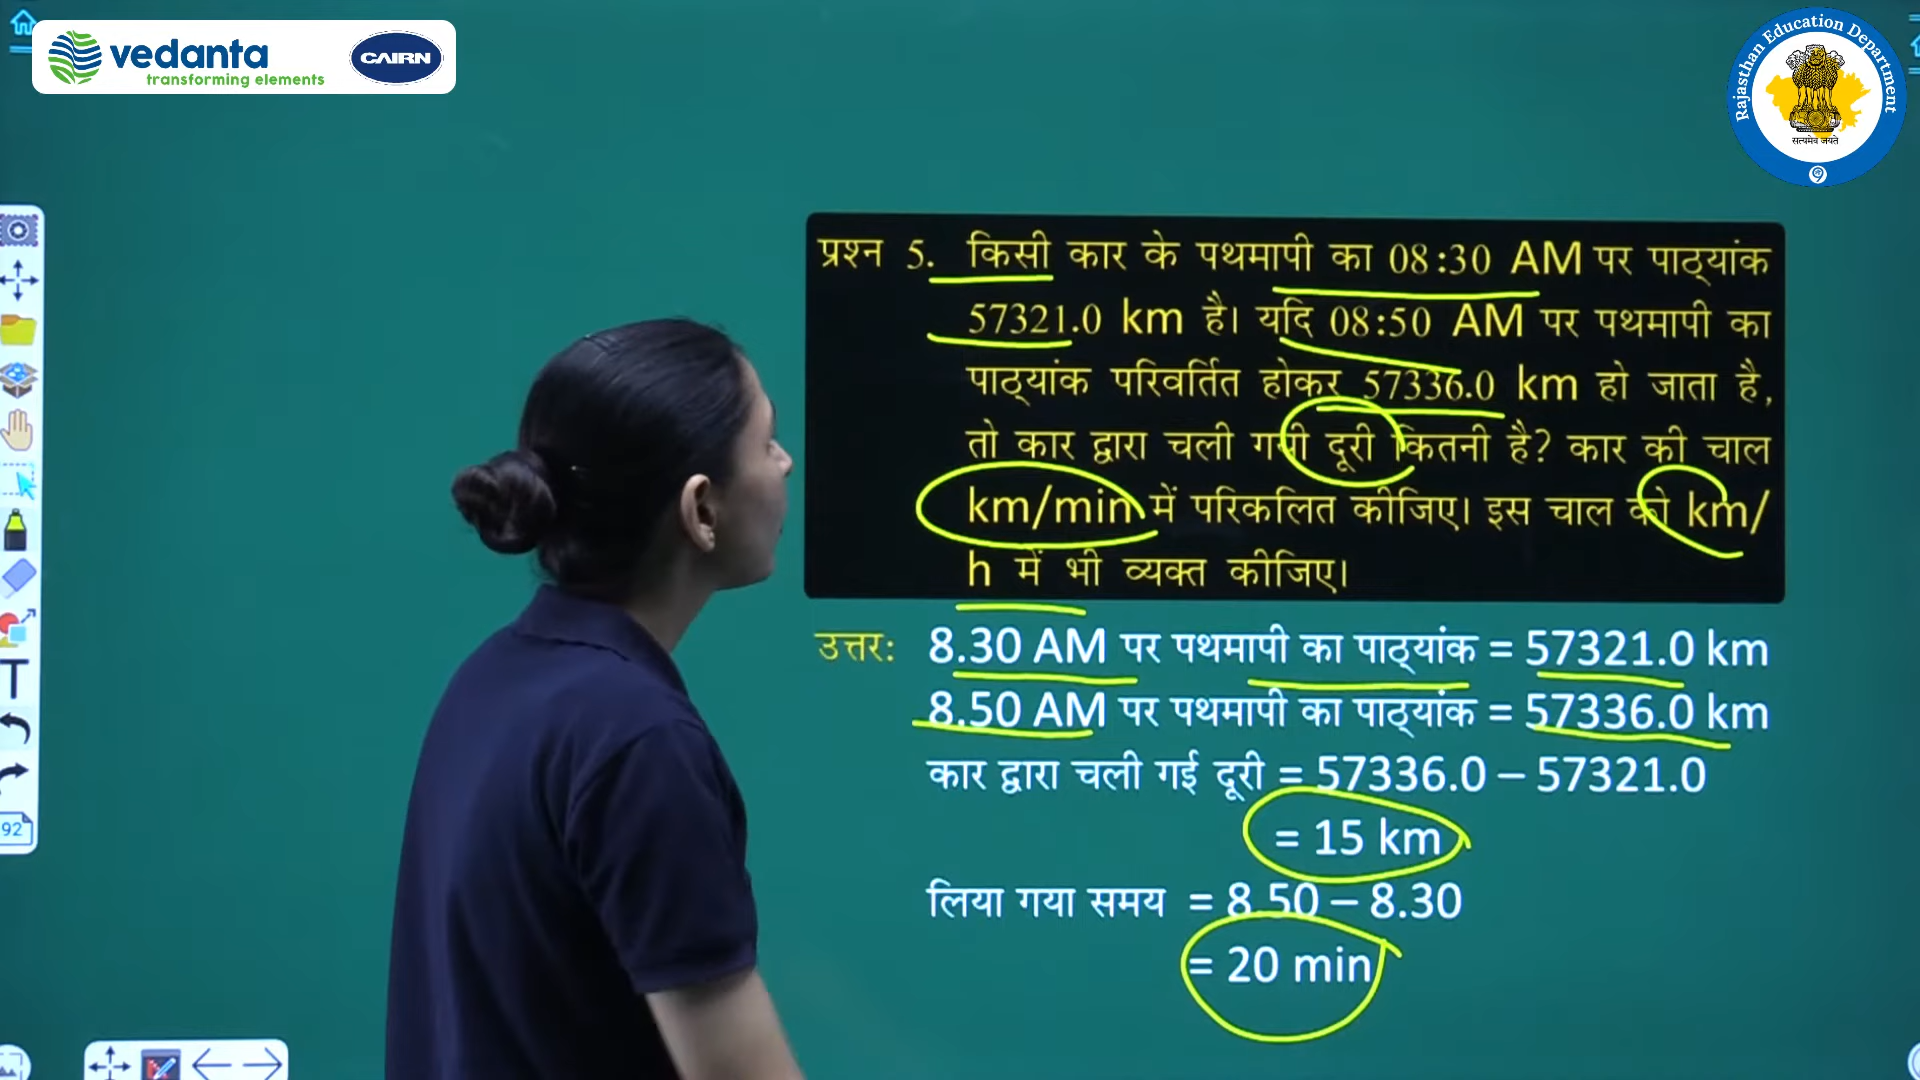 vedanta
transforming elements
CAIRN
Rajasthan Education Department
सत्यमेव जयते
प्रश्न 5. किसी कार के पथमापी का 08:30 AM पर पाठ्यांक
57321.0 km है। यदि 08:50 AM पर पथमापी का
पाठ्यांक परिवर्तित होकर 57336.0 km हो जाता है,
तो कार द्वारा चली गयी दूरी कितनी है? कार की चाल
km/min में परिकलित कीजिए। इस चाल को km/
h में भी व्यक्त कीजिए।
उत्तर: 8.30 AM पर पथमापी का पाठ्यांक = 57321.0 km
8.50 AM पर पथमापी का पाठ्यांक = 57336.0 km
कार द्वारा चली गई दूरी = 57336.0 – 57321.0
= 15 km
लिया गया समय = 8.50 – 8.30
= 20 min
T
92